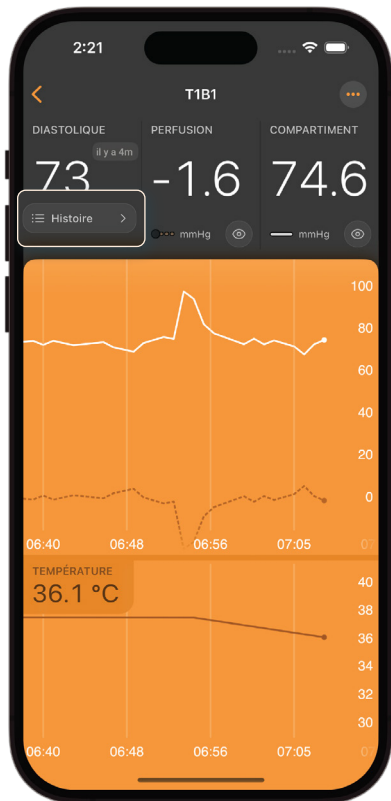 2:21
T1B1
DIASTOLIQUE PERFUSION COMPARTIMENT
il y a 4m
73 -1.6 74.6
Histoire mmHg mmHg
100
80
60
40
20
0
06:40 06:48 06:56 07:05 07
TEMPÉRATURE
36.1 °C
40
38
36
34
32
30
06:40 06:48 06:56 07:05 07